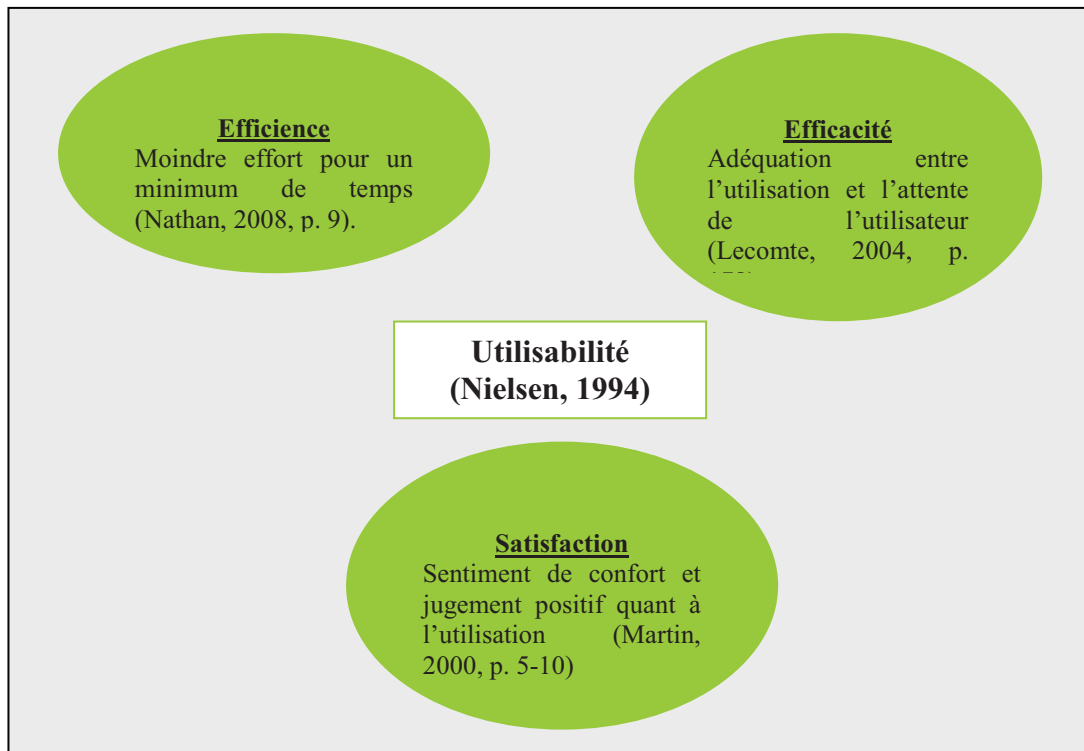 Efficience
Moindre effort pour un
minimum de temps
(Nathan, 2008, p. 9).
Efficacité
Adéquation entre
l’utilisation et l’attente
de l’utilisateur
(Lecomte, 2004, p.
Utilisabilité
(Nielsen, 1994)
Satisfaction
Sentiment de confort et
jugement positif quant à
l’utilisation (Martin,
2000, p. 5-10)